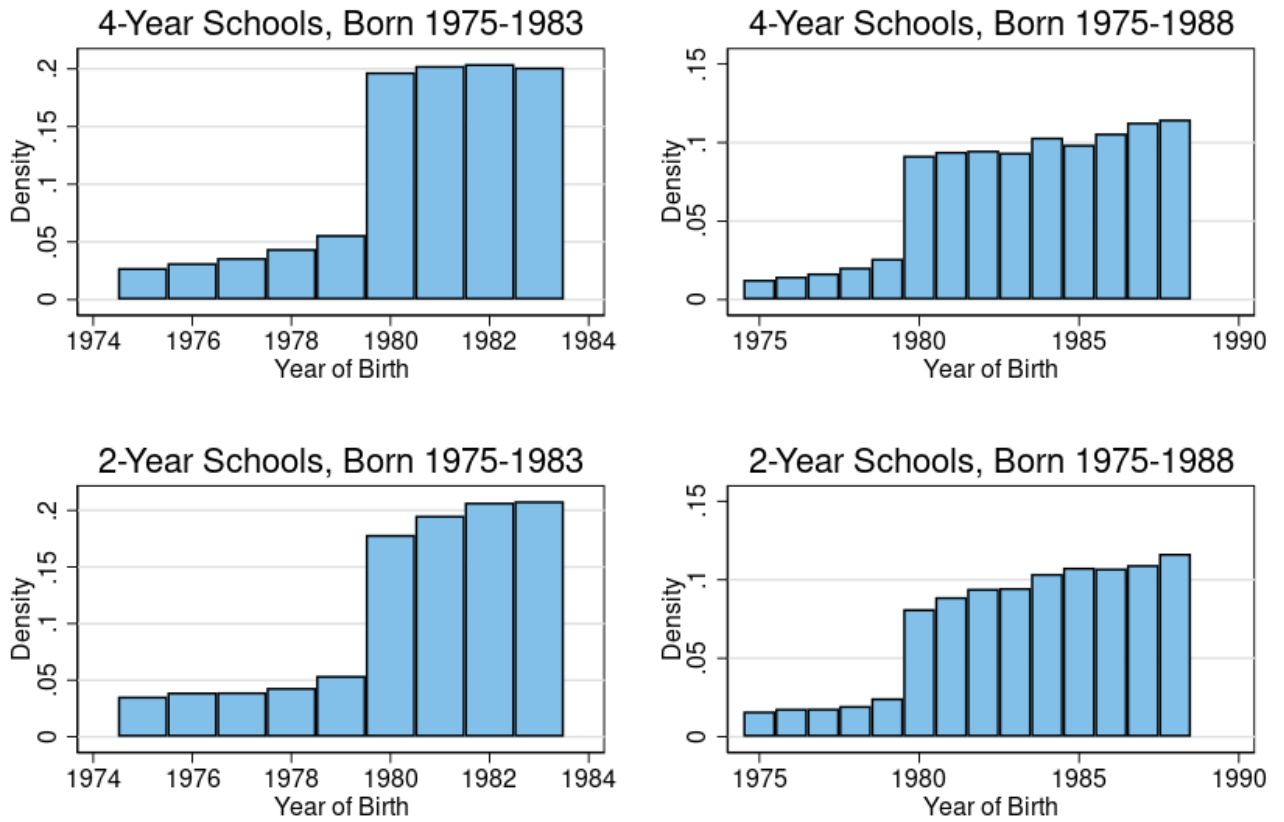 4-Year Schools, Born 1975-1983
Density
.2
.15
.1
.05
0
1974 1976 1978 1980 1982 1984
Year of Birth
4-Year Schools, Born 1975-1988
Density
.15
.1
.05
0
1975 1980 1985 1990
Year of Birth
2-Year Schools, Born 1975-1983
Density
.2
.15
.1
.05
0
1974 1976 1978 1980 1982 1984
Year of Birth
2-Year Schools, Born 1975-1988
Density
.15
.1
.05
0
1975 1980 1985 1990
Year of Birth